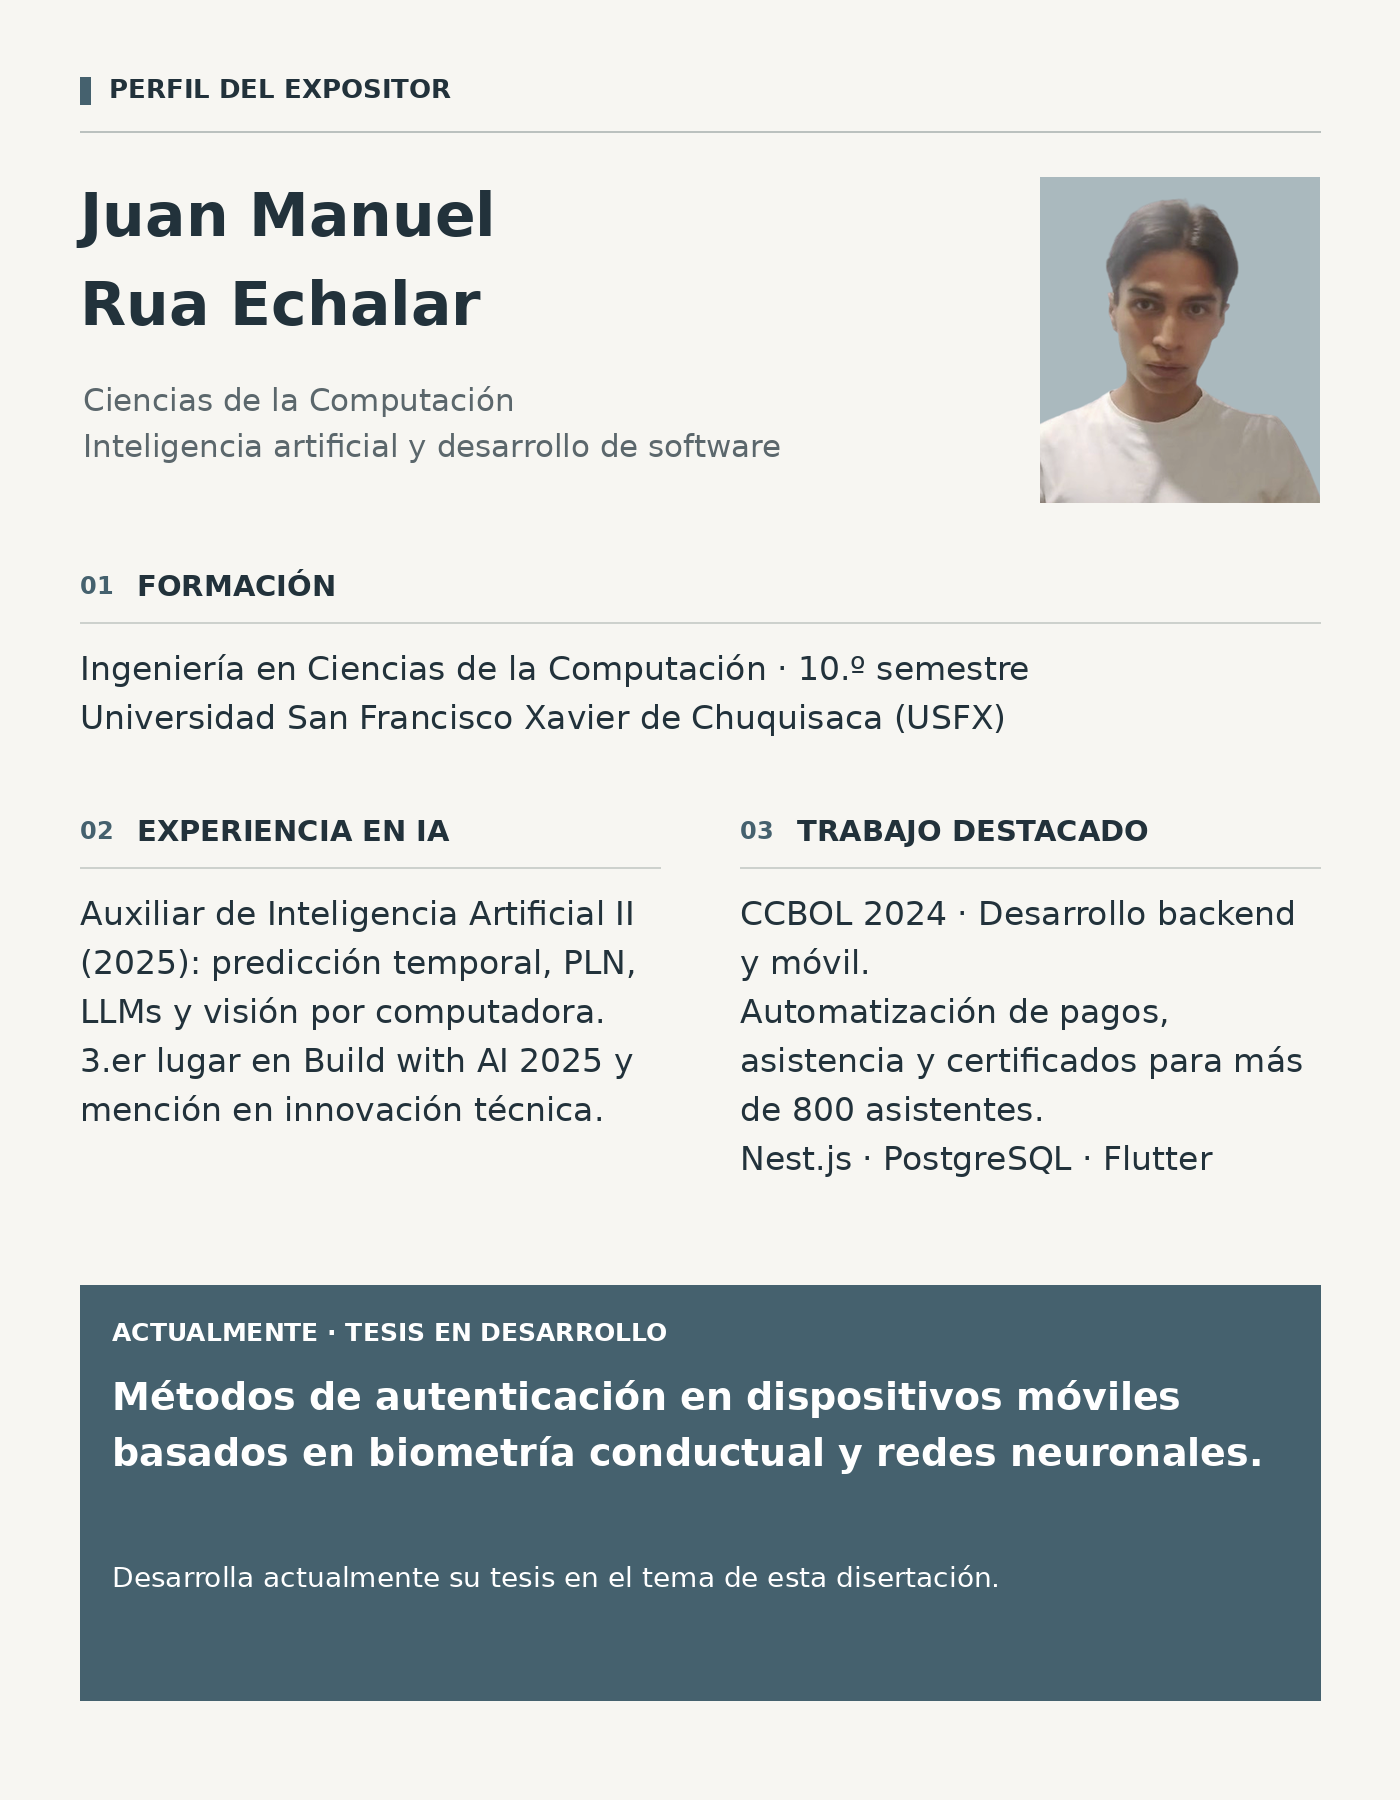 PERFIL DEL EXPOSITOR
Juan Manuel
Rua Echalar
Ciencias de la Computación
Inteligencia artificial y desarrollo de software
01 FORMACIÓN
Ingeniería en Ciencias de la Computación · 10.º semestre
Universidad San Francisco Xavier de Chuquisaca (USFX)
02 EXPERIENCIA EN IA
Auxiliar de Inteligencia Artificial II
(2025): predicción temporal, PLN,
LLMs y visión por computadora.
3.er lugar en Build with AI 2025 y
mención en innovación técnica.
03 TRABAJO DESTACADO
CCBOL 2024 · Desarrollo backend
y móvil.
Automatización de pagos,
asistencia y certificados para más
de 800 asistentes.
Nest.js · PostgreSQL · Flutter
ACTUALMENTE · TESIS EN DESARROLLO
Métodos de autenticación en dispositivos móviles
basados en biometría conductual y redes neuronales.
Desarrolla actualmente su tesis en el tema de esta disertación.